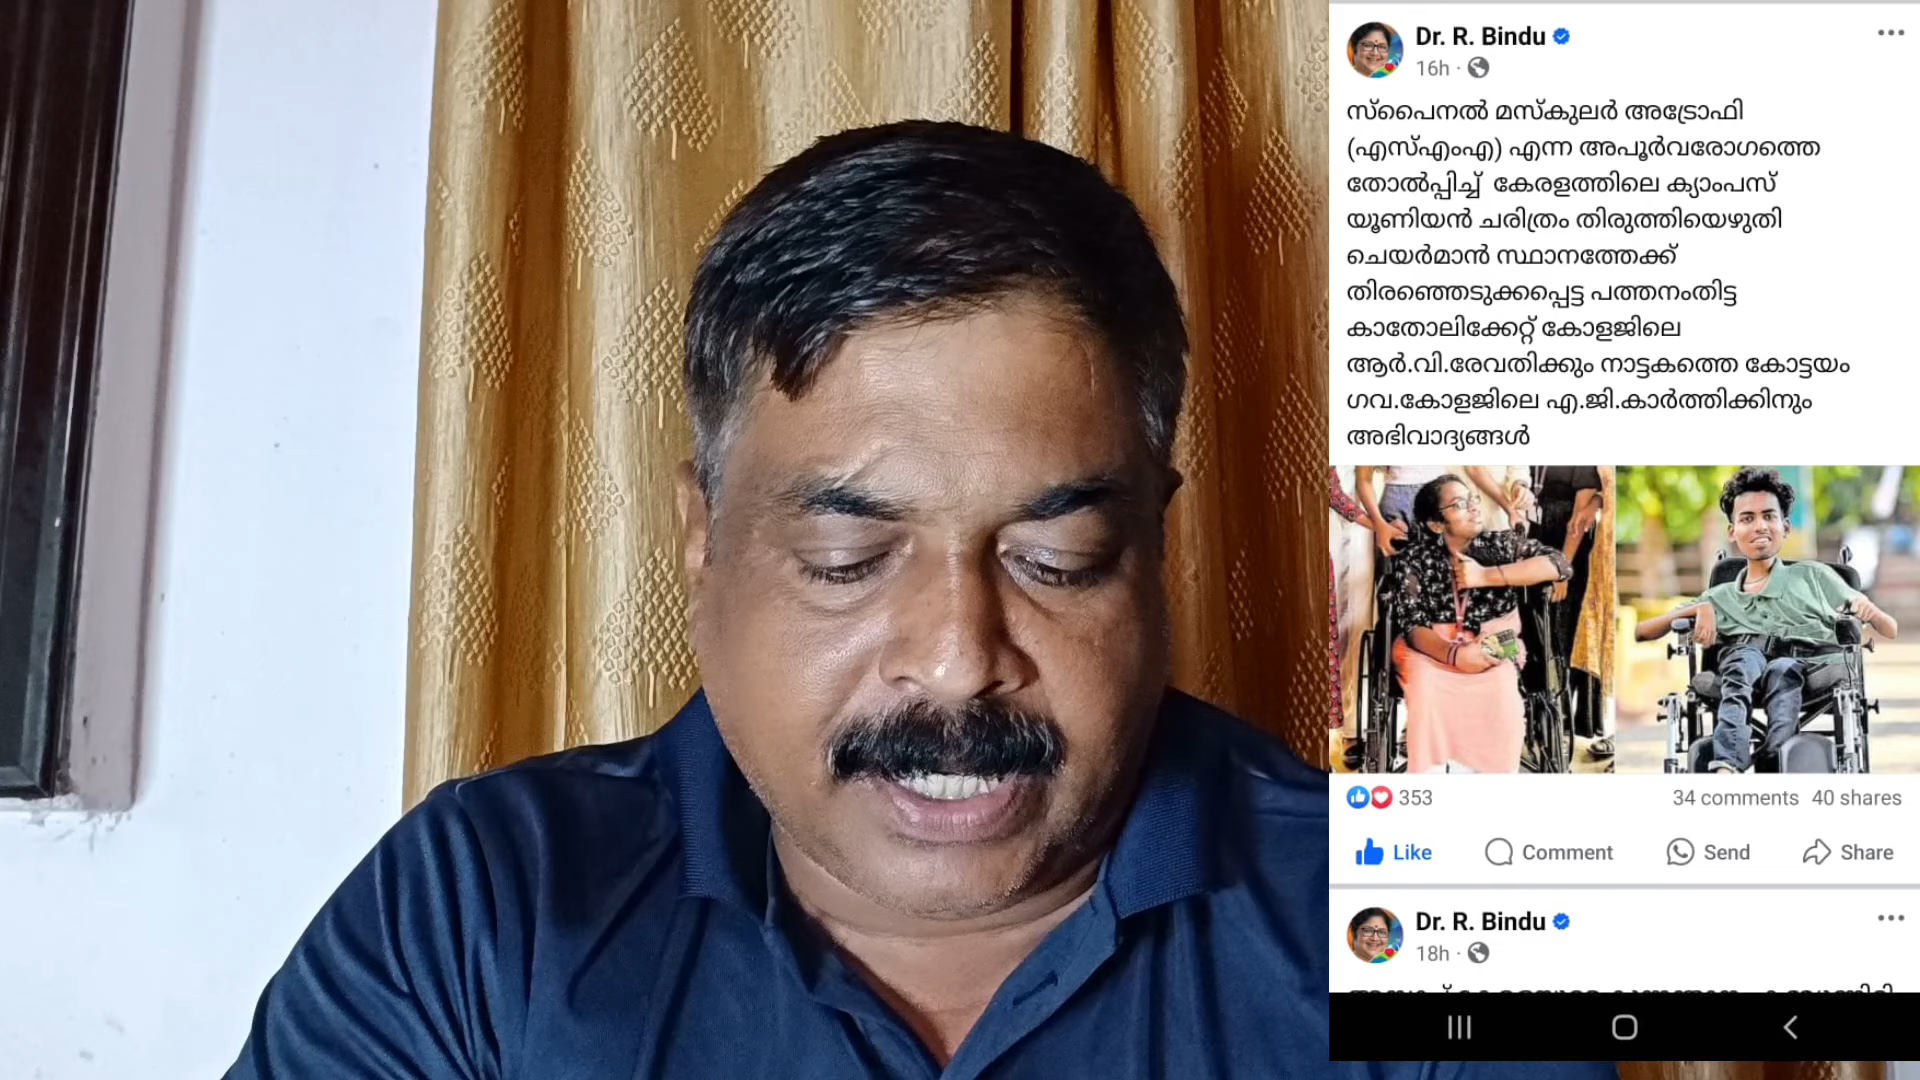 Dr. R. Bindu
16h ·
സ്പൈനൽ മസ്കുലർ അട്രോഫി
(എസ്എംഎ) എന്ന അപൂർവരോഗത്തെ
തോൽപ്പിച്ച് കേരളത്തിലെ ക്യാംപസ്
യൂണിയൻ ചരിത്രം തിരുത്തിയെഴുതി
ചെയർമാൻ സ്ഥാനത്തേക്ക്
തിരഞ്ഞെടുക്കപ്പെട്ട പത്തനംതിട്ട
കാതോലിക്കേറ്റ് കോളജിലെ
ആർ.വി.രേവതിക്കും നാട്ടകത്തെ കോട്ടയം
ഗവ.കോളജിലെ എ.ജി.കാർത്തിക്കിനും
അഭിവാദ്യങ്ങൾ
353 34 comments 40 shares
Like Comment Send Share
Dr. R. Bindu
18h ·